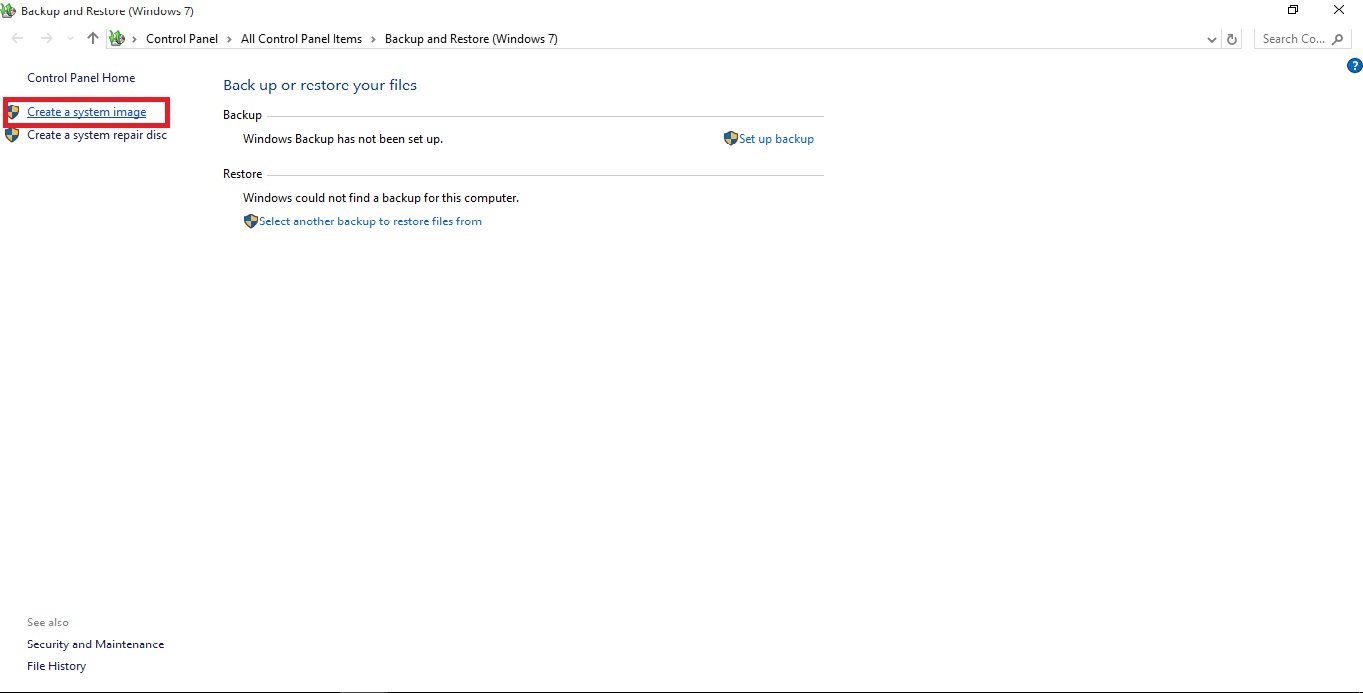 Backup and Restore (Windows 7)
Control Panel > All Control Panel Items > Backup and Restore (Windows 7)
Search Co...
Control Panel Home
Create a system image
Create a system repair disc
Back up or restore your files
Backup
Windows Backup has not been set up.
Set up backup
Restore
Windows could not find a backup for this computer.
Select another backup to restore files from
See also
Security and Maintenance
File History